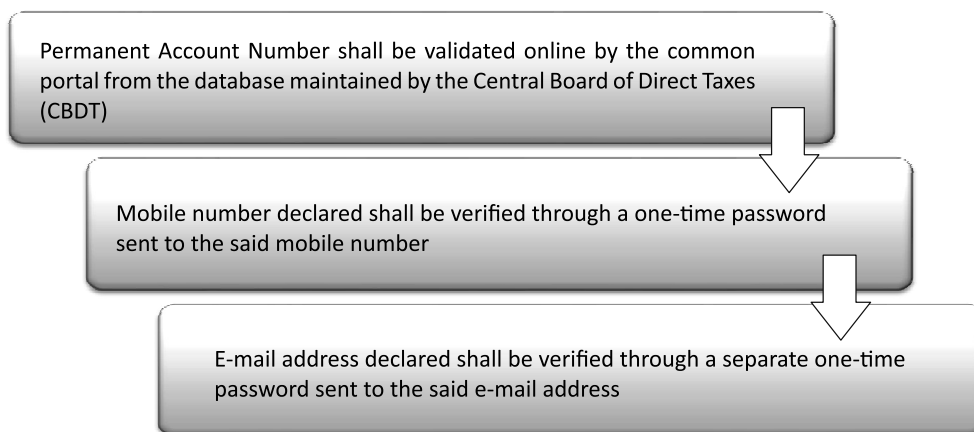 Permanent Account Number shall be validated online by the common
portal from the database maintained by the Central Board of Direct Taxes
(CBDT)
Mobile number declared shall be verified through a one-time password
sent to the said mobile number
E-mail address declared shall be verified through a separate one-time
password sent to the said e-mail address